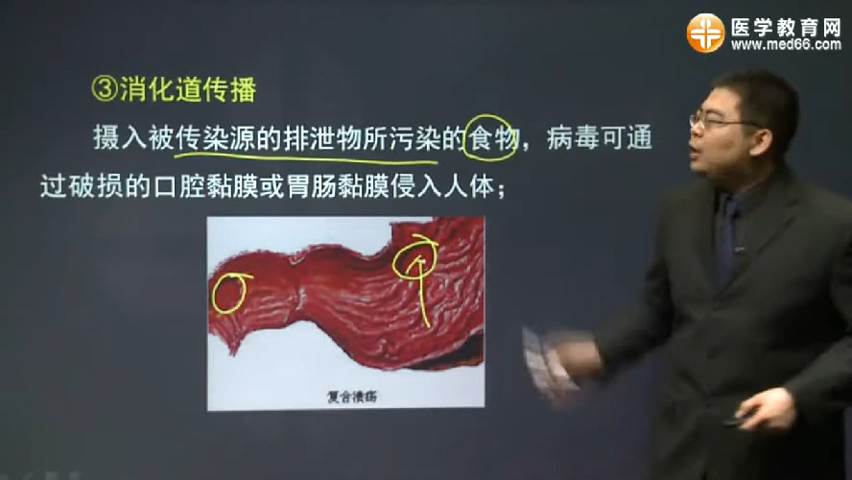 医学教育网
www.med66.com
③消化道传播
摄入被传染源的排泄物所污染的食物，病毒可通
过破损的口腔黏膜或胃肠黏膜侵入人体；
复合溃疡